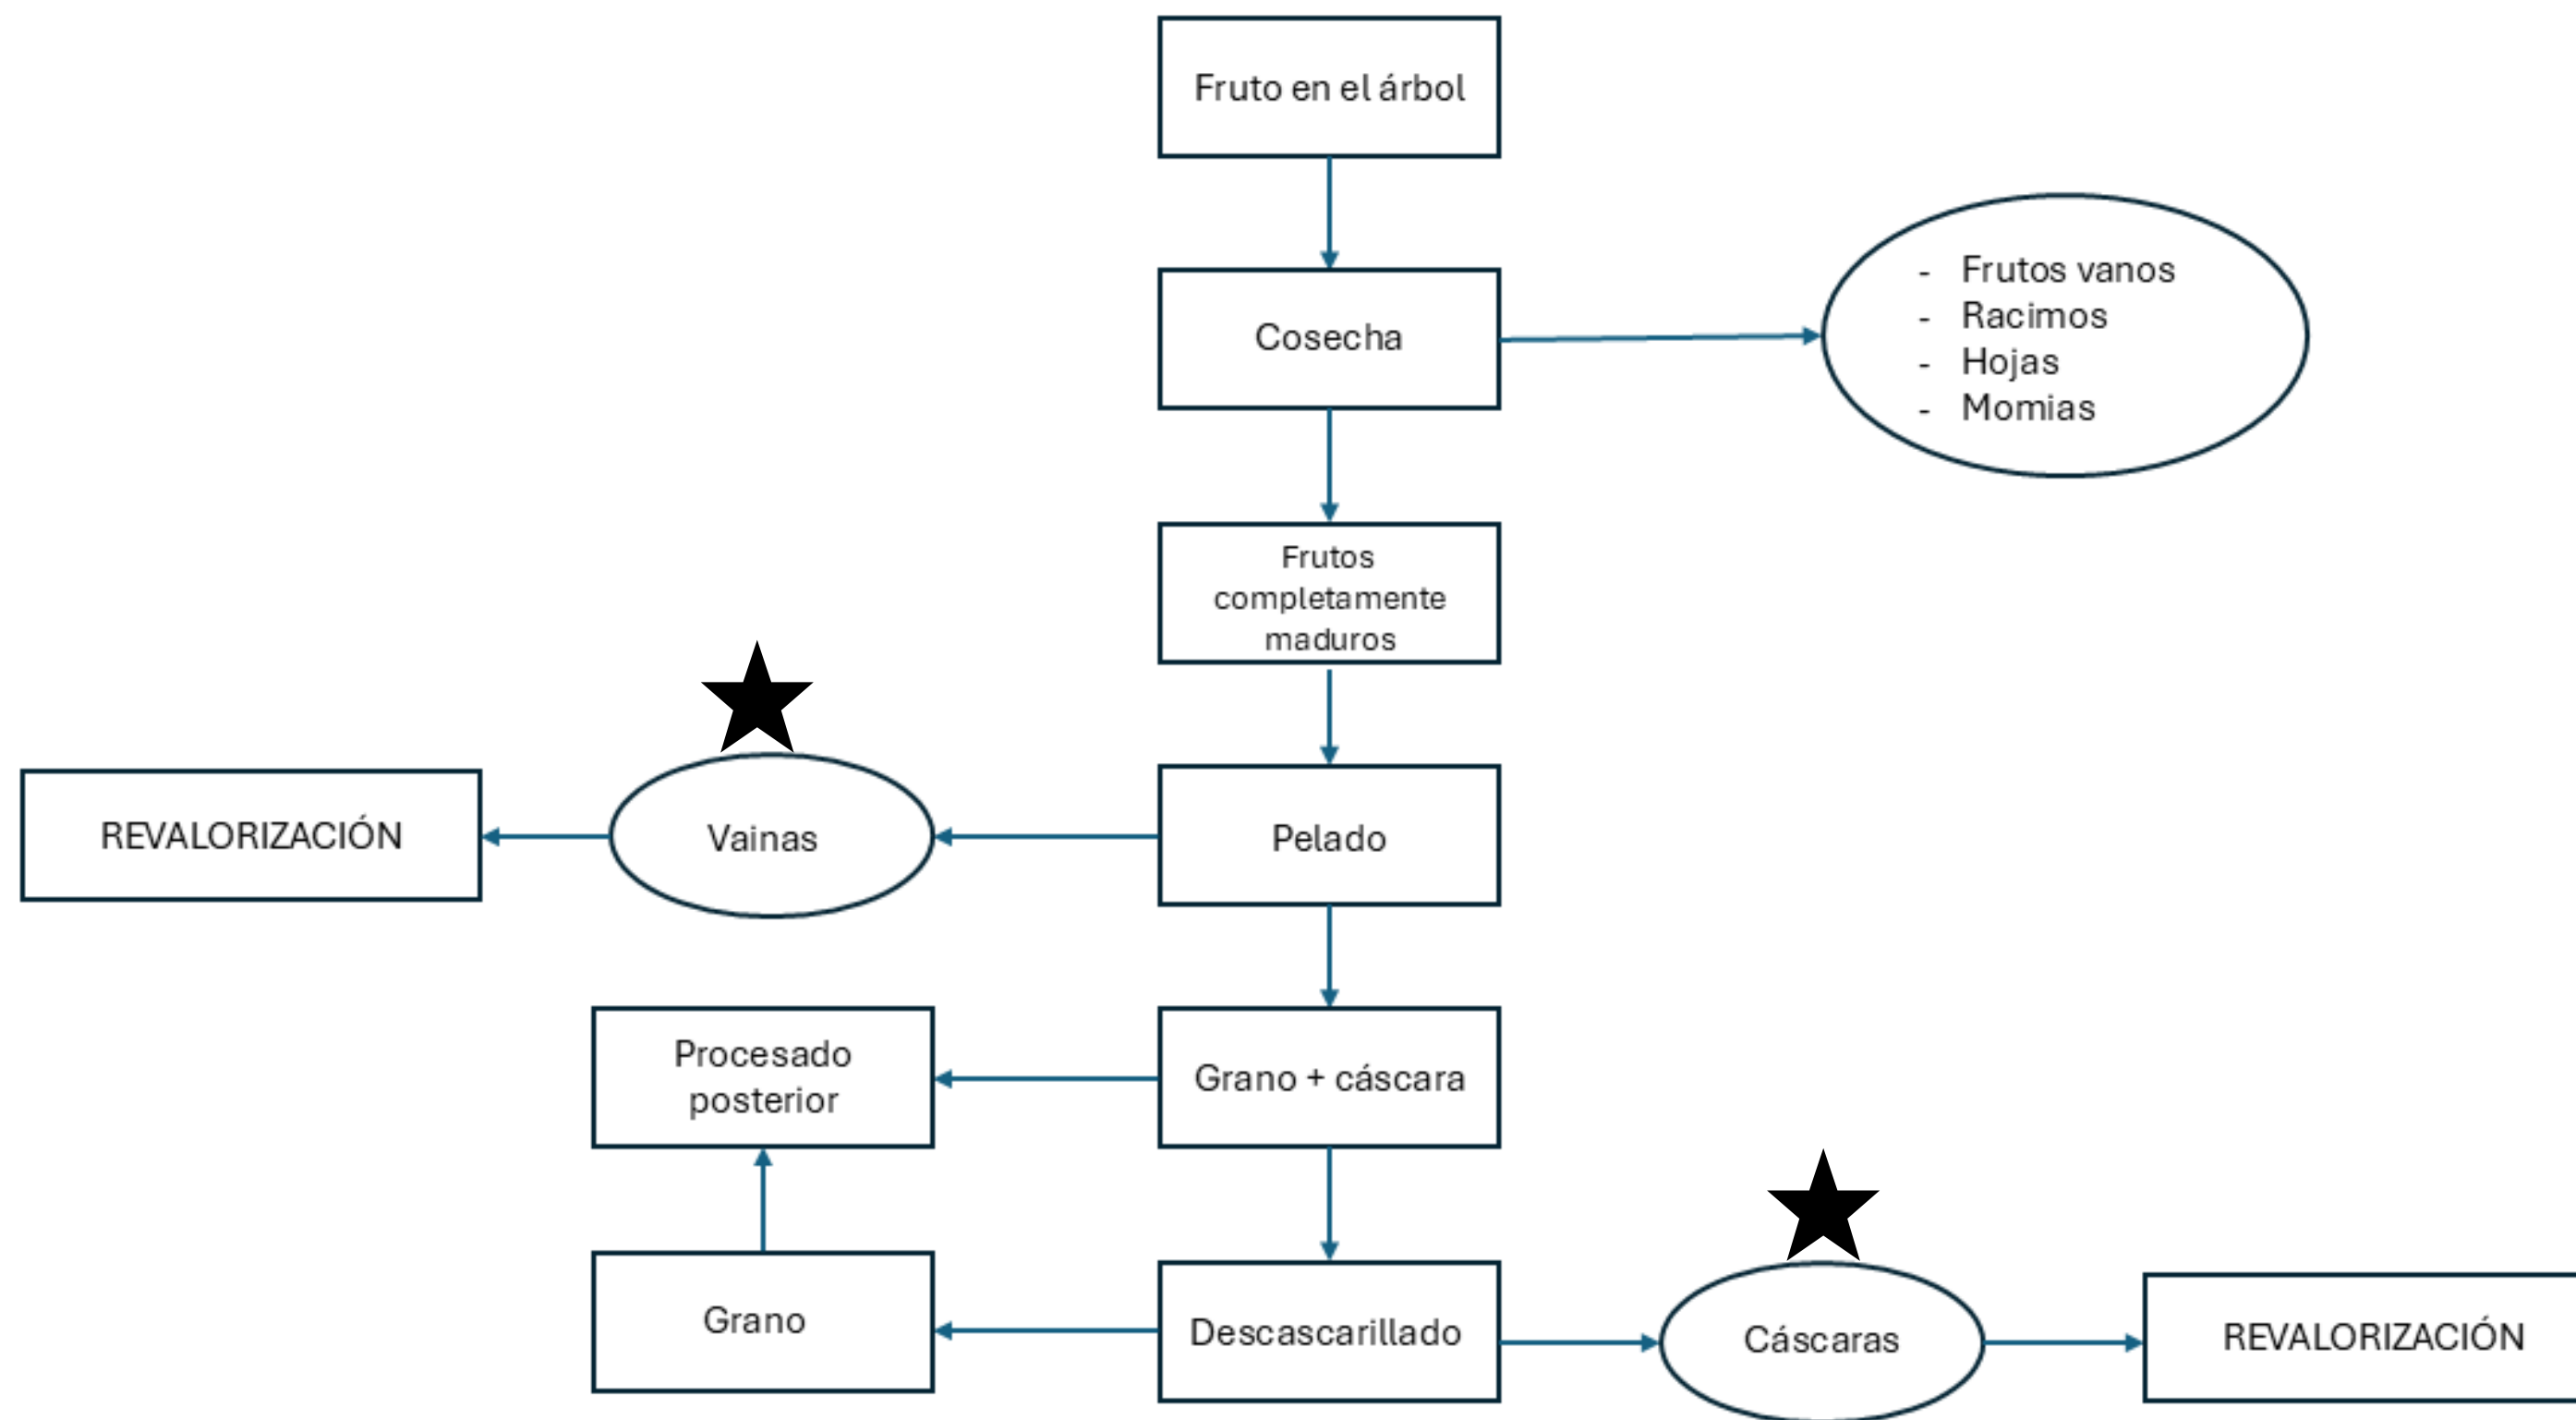 Fruto en el árbol
Cosecha
- Frutos vanos
- Racimos
- Hojas
- Momias
Frutos
completamente
maduros
REVALORIZACIÓN
Vainas
Pelado
Procesado
posterior
Grano + cáscara
Grano
Descascarillado
Cáscaras
REVALORIZACIÓN